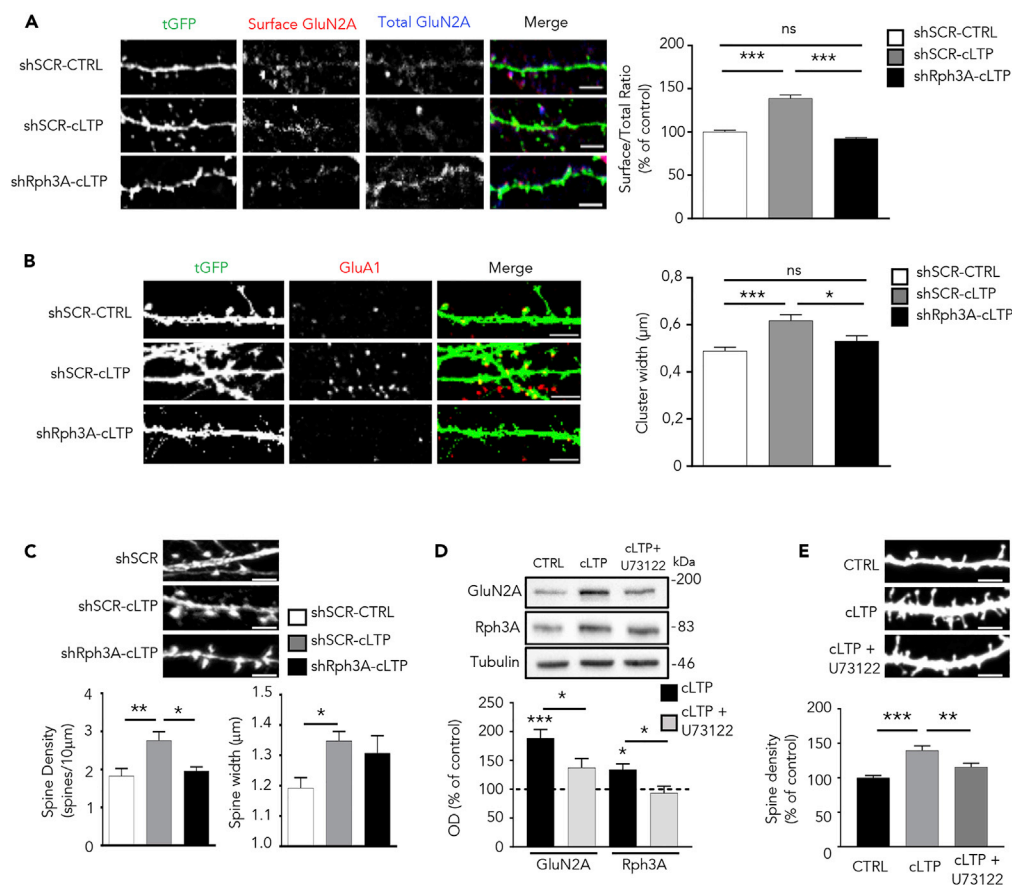 A
tGFP Surface GluN2A Total GluN2A Merge
shSCR-CTRL
shSCR-cLTP
shRph3A-cLTP
Surface/Total Ratio
(% of control)
200
150
100
50
0
ns
*** ***
shSCR-CTRL
shSCR-cLTP
shRph3A-cLTP
B
tGFP GluA1 Merge
shSCR-CTRL
shSCR-cLTP
shRph3A-cLTP
Cluster width (µm)
0,8
0,6
0,4
0,2
0
ns
*** *
shSCR-CTRL
shSCR-cLTP
shRph3A-cLTP
C
shSCR
shSCR-cLTP
shRph3A-cLTP
shSCR-CTRL
shSCR-cLTP
shRph3A-cLTP
Spine Density
(spines/10µm)
4
3
2
1
0
** *
Spine width (µm)
1.5
1.4
1.3
1.2
1.1
1.0
*
D
CTRL cLTP cLTP+
U73122
kDa
GluN2A -200
Rph3A -83
Tubulin -46
cLTP
cLTP +
U73122
OD (% of control)
250
200
150
100
50
0
*** * * *
GluN2A Rph3A
E
CTRL
cLTP
cLTP +
U73122
Spine density
(% of control)
200
150
100
50
0
*** **
CTRL cLTP cLTP +
U73122